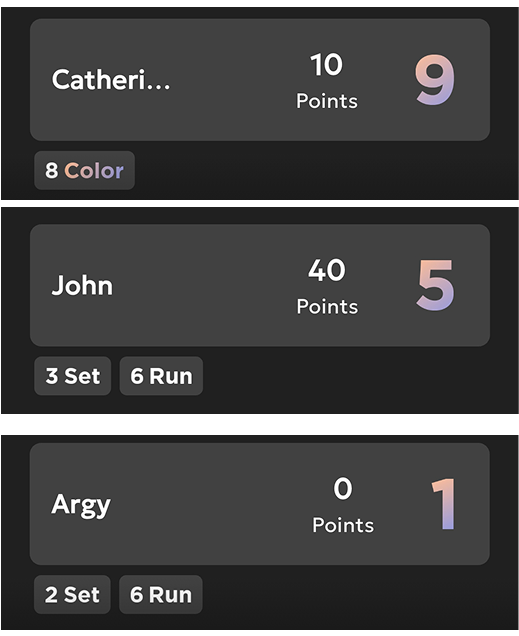 Catheri...
10
Points
9
8 Color
John
40
Points
5
3 Set 6 Run
Argy
0
Points
1
2 Set 6 Run